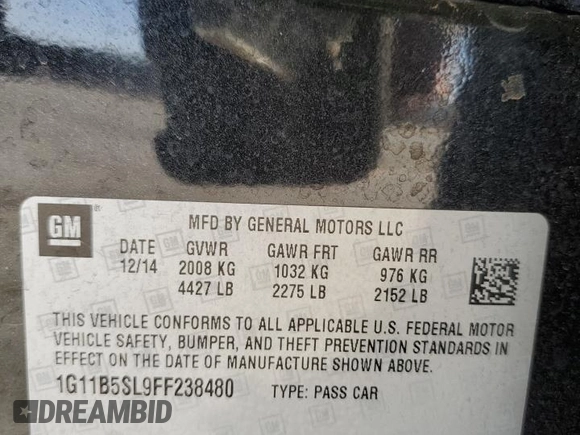 GM
MFD BY GENERAL MOTORS LLC
DATE GVWR GAWR FRT GAWR RR
12/14 2008 KG 1032 KG 976 KG
4427 LB 2275 LB 2152 LB
THIS VEHICLE CONFORMS TO ALL APPLICABLE U.S. FEDERAL MOTOR
VEHICLE SAFETY, BUMPER, AND THEFT PREVENTION STANDARDS IN
EFFECT ON THE DATE OF MANUFACTURE SHOWN ABOVE.
1G11B5SL9FF238480 TYPE: PASS CAR
EPICBID